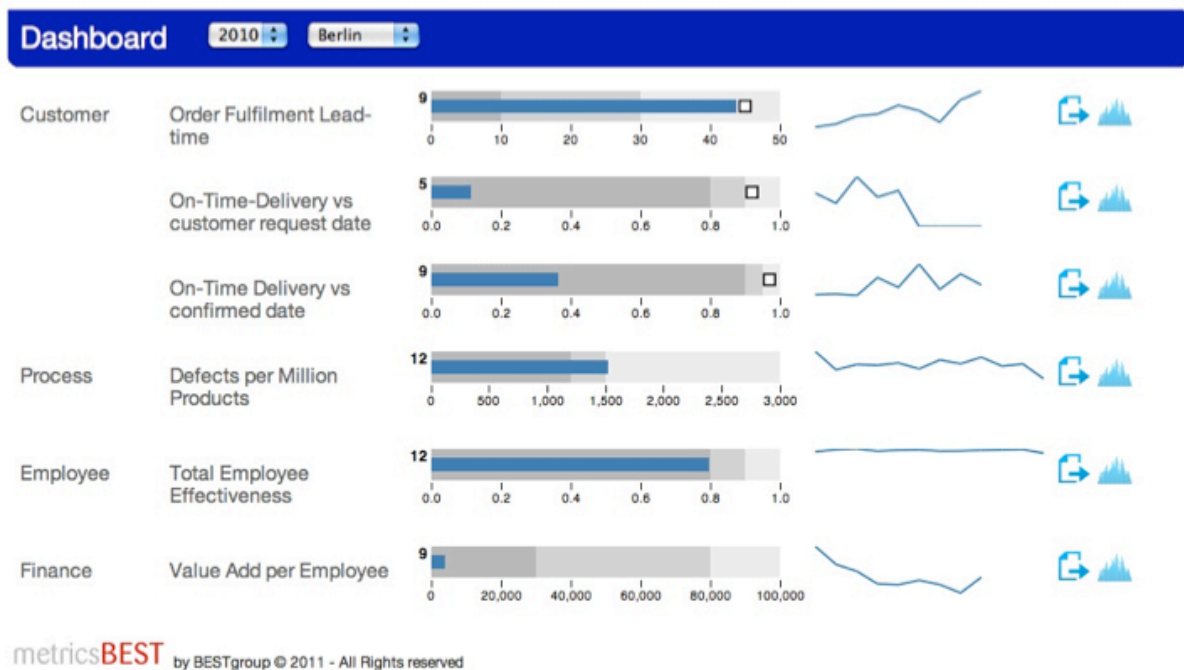 Dashboard 2010 Berlin
9
Customer Order Fulfilment Lead-
time
0 10 20 30 40 50
5
On-Time-Delivery vs
customer request date
0.0 0.2 0.4 0.6 0.8 1.0
9
On-Time Delivery vs
confirmed date
0.0 0.2 0.4 0.6 0.8 1.0
12
Process Defects per Million
Products
0 500 1,000 1,500 2,000 2,500 3,000
12
Employee Total Employee
Effectiveness
0.0 0.2 0.4 0.6 0.8 1.0
9
Finance Value Add per Employee
0 20,000 40,000 60,000 80,000 100,000
metricsBEST by BESTgroup © 2011 - All Rights reserved